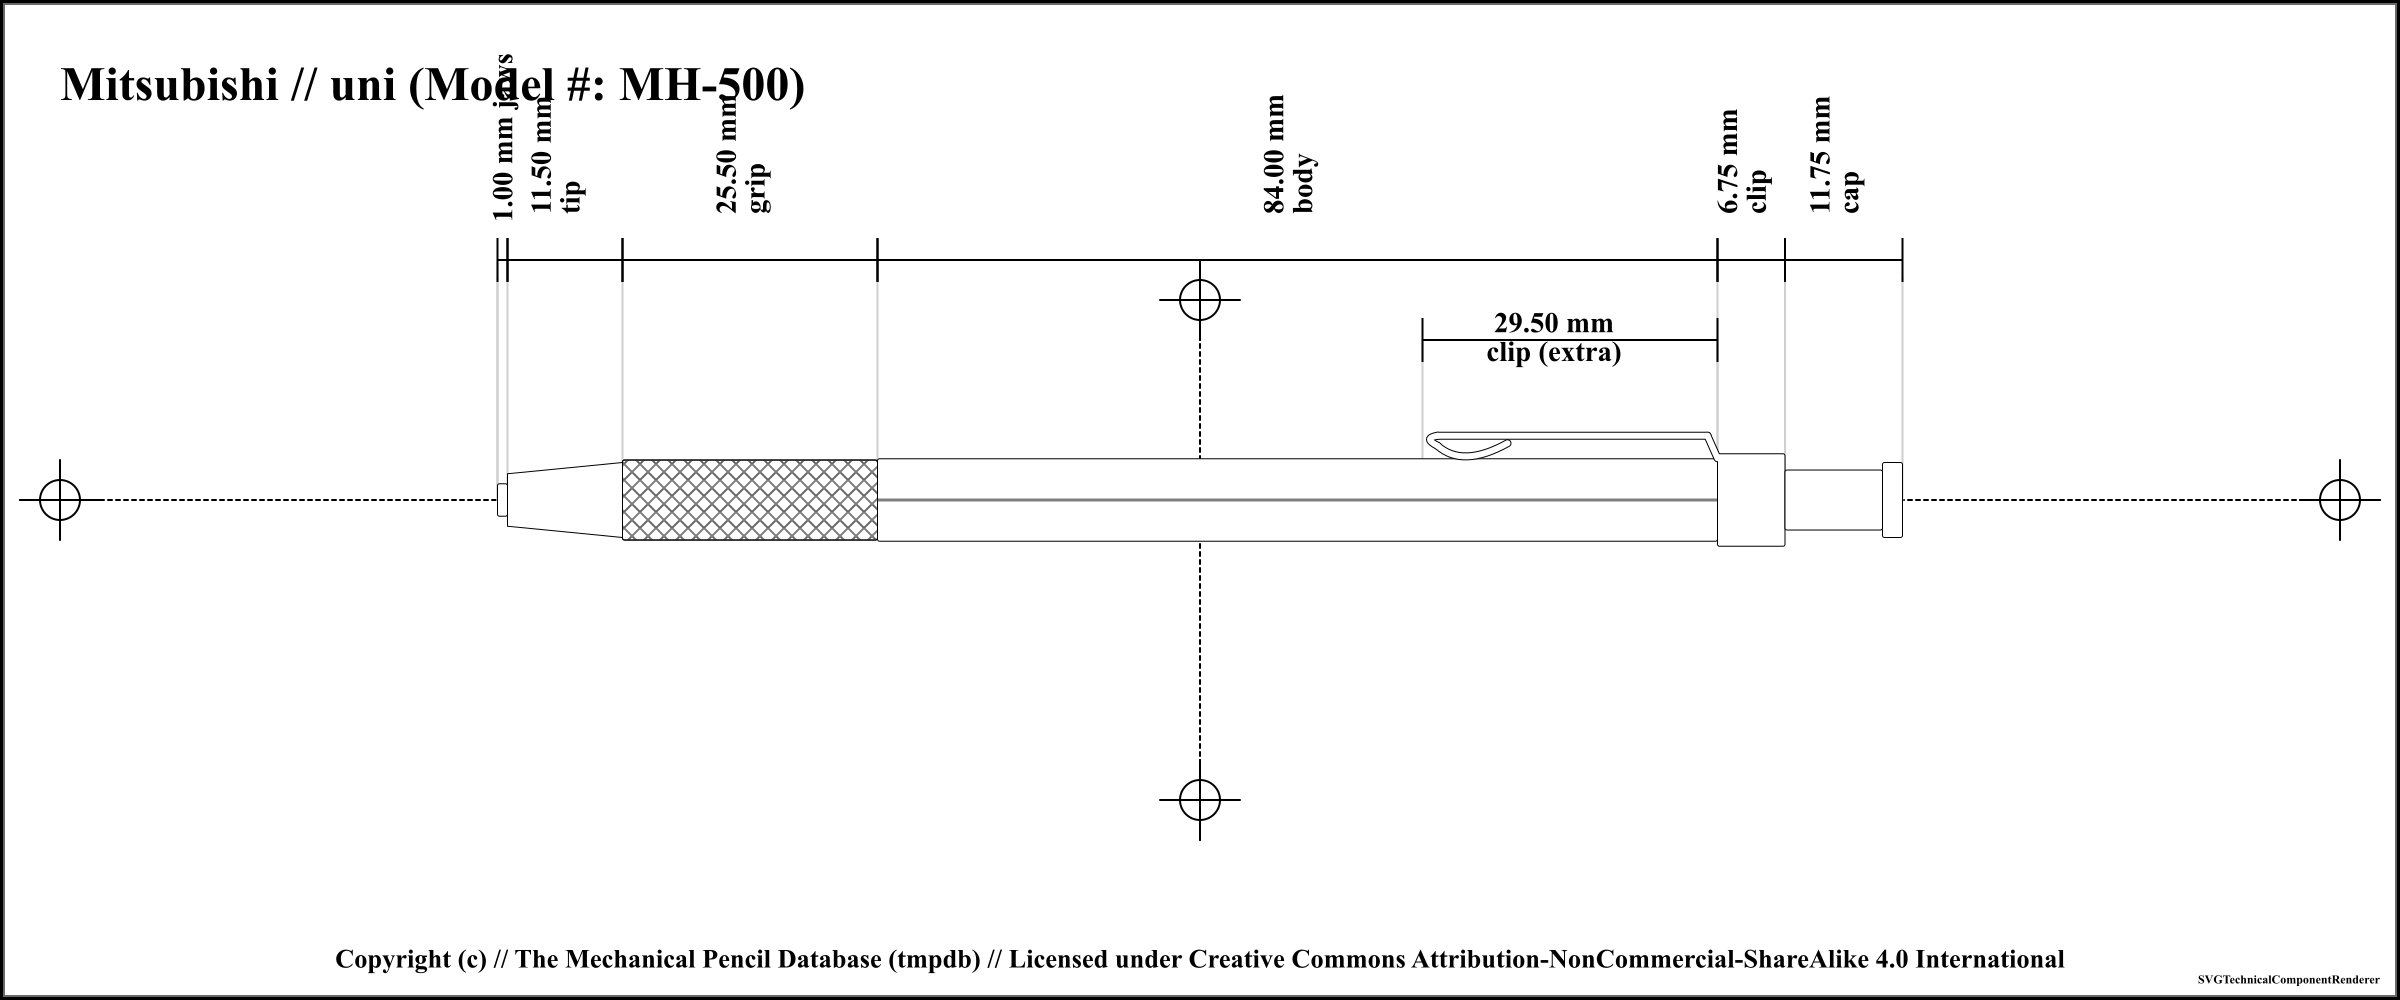 Mitsubishi // uni (Model #: MH-500)
1.00 mm jaws
11.50 mm
tip
25.50 mm
grip
84.00 mm
body
6.75 mm
clip
11.75 mm
cap
29.50 mm
clip (extra)
Copyright (c) // The Mechanical Pencil Database (tmpdb) // Licensed under Creative Commons Attribution-NonCommercial-ShareAlike 4.0 International
SVGTechnicalComponentRenderer